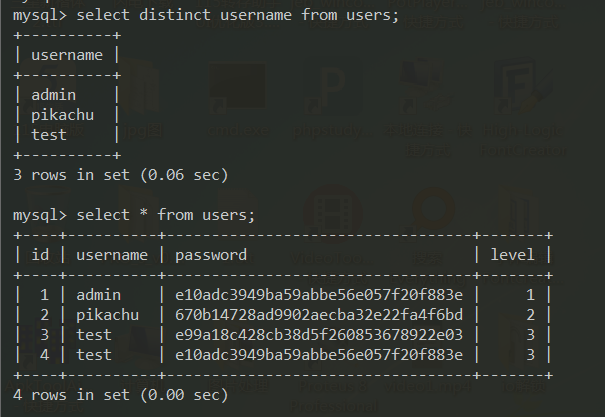 mysql> select distinct username from users;
+----------+
| username |
+----------+
| admin    |
| pikachu  |
| test     |
+----------+
3 rows in set (0.06 sec)

mysql> select * from users;
+----+----------+----------------------------------+-------+
| id | username | password                         | level |
+----+----------+----------------------------------+-------+
|  1 | admin    | e10adc3949ba59abbe56e057f20f883e |     1 |
|  2 | pikachu  | 670b14728ad9902aecba32e22fa4f6bd |     2 |
|  3 | test     | e99a18c428cb38d5f260853678922e03 |     3 |
|  4 | test     | e10adc3949ba59abbe56e057f20f883e |     3 |
+----+----------+----------------------------------+-------+
4 rows in set (0.00 sec)